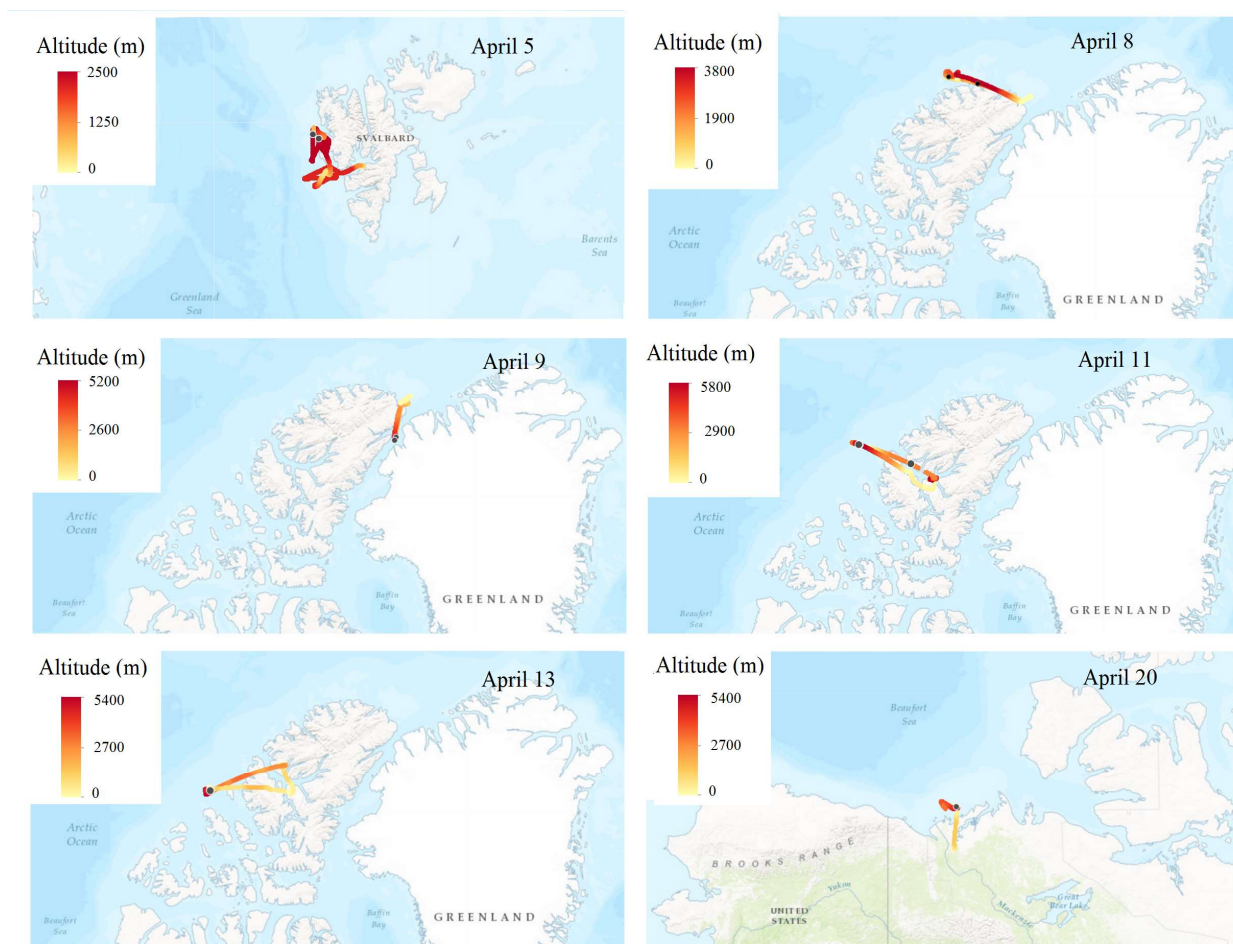 Altitude (m)
April 5
2500
1250
0
SVALBARD
Barents
Sea
Greenland
Sea
Altitude (m)
April 8
3800
1900
0
Arctic
Ocean
Beaufort
Sea
Baffin
Bay
GREENLAND
Altitude (m)
April 9
5200
2600
0
Arctic
Ocean
Beaufort
Sea
Baffin
Bay
GREENLAND
Altitude (m)
April 11
5800
2900
0
Arctic
Ocean
Beaufort
Sea
Baffin
Bay
GREENLAND
Altitude (m)
April 13
5400
2700
0
Arctic
Ocean
Beaufort
Sea
Baffin
Bay
GREENLAND
Altitude (m)
April 20
5400
2700
0
Beaufort
Sea
BROOKS RANGE
Yukon
UNITED
STATES
Mackenzie
Great
Bear Lake